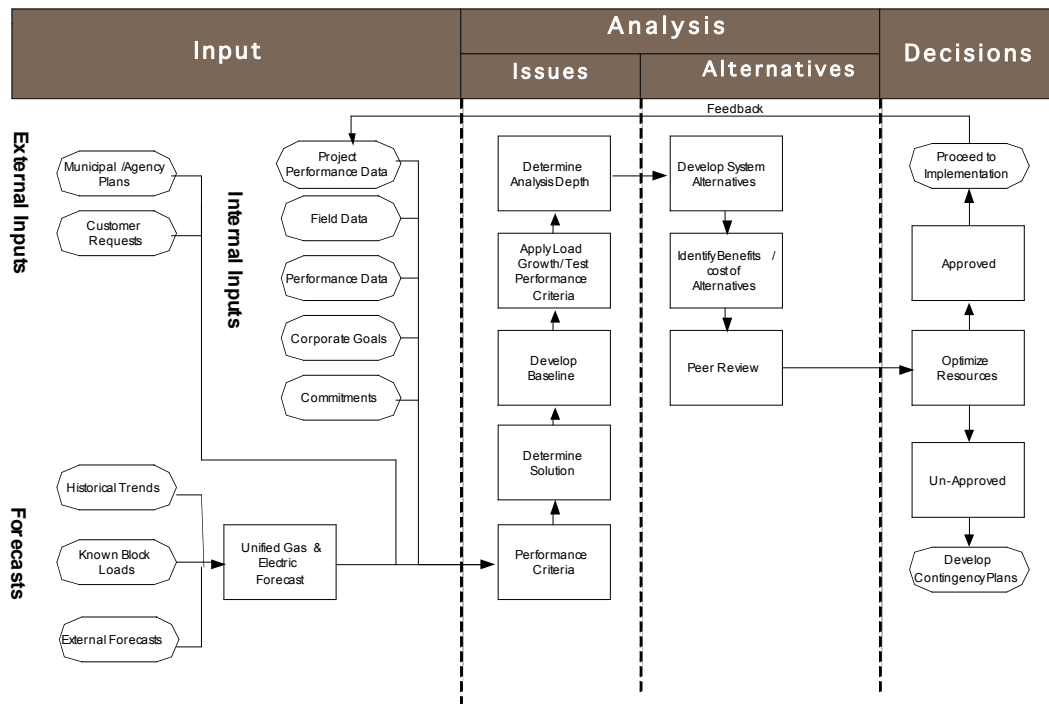 Input
Analysis
Issues
Alternatives
Decisions
Feedback
External Inputs
Municipal /Agency
Plans
Customer
Requests
Internal Inputs
Project
Performance Data
Field Data
Performance Data
Corporate Goals
Commitments
Forecasts
Historical Trends
Known Block
Loads
External Forecasts
Unified Gas &
Electric
Forecast
Determine
Analysis Depth
Apply Load
Growth/Test
Performance
Criteria
Develop
Baseline
Determine
Solution
Performance
Criteria
Develop System
Alternatives
Identify Benefits /
cost of
Alternatives
Peer Review
Proceed to
Implementation
Approved
Optimize
Resources
Un-Approved
Develop
Contingency Plans